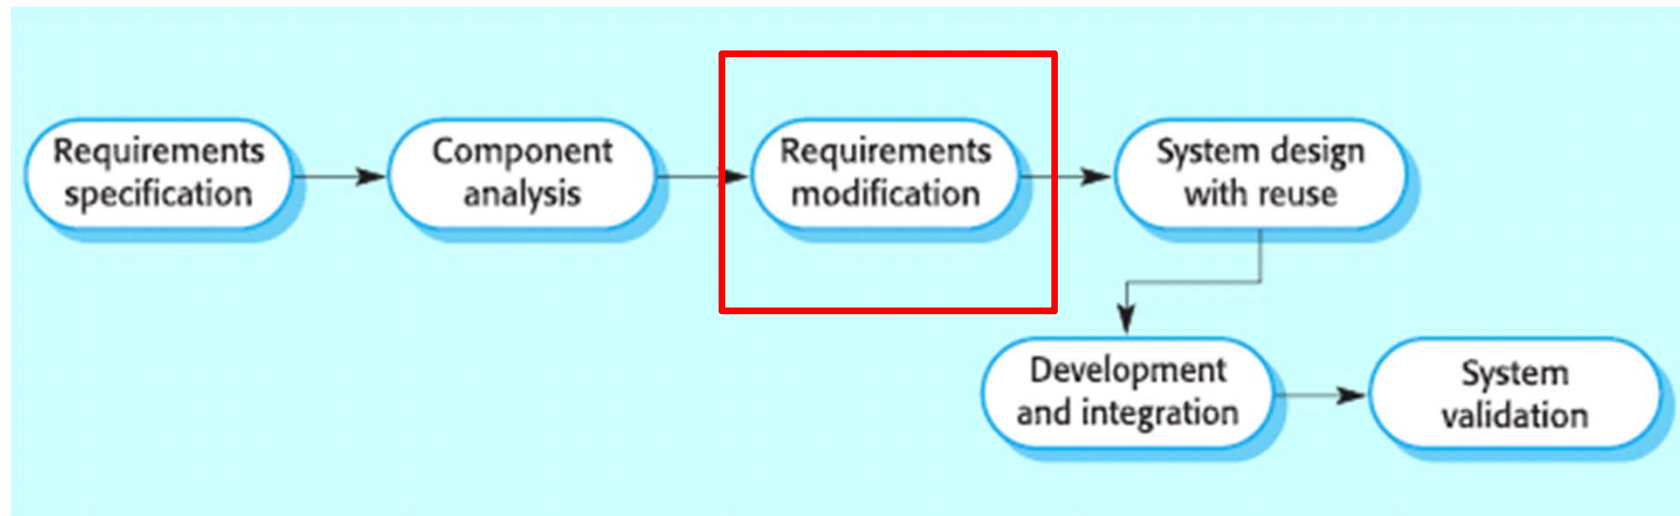 Requirements
specification
Component
analysis
Requirements
modification
System design
with reuse
Development
and integration
System
validation